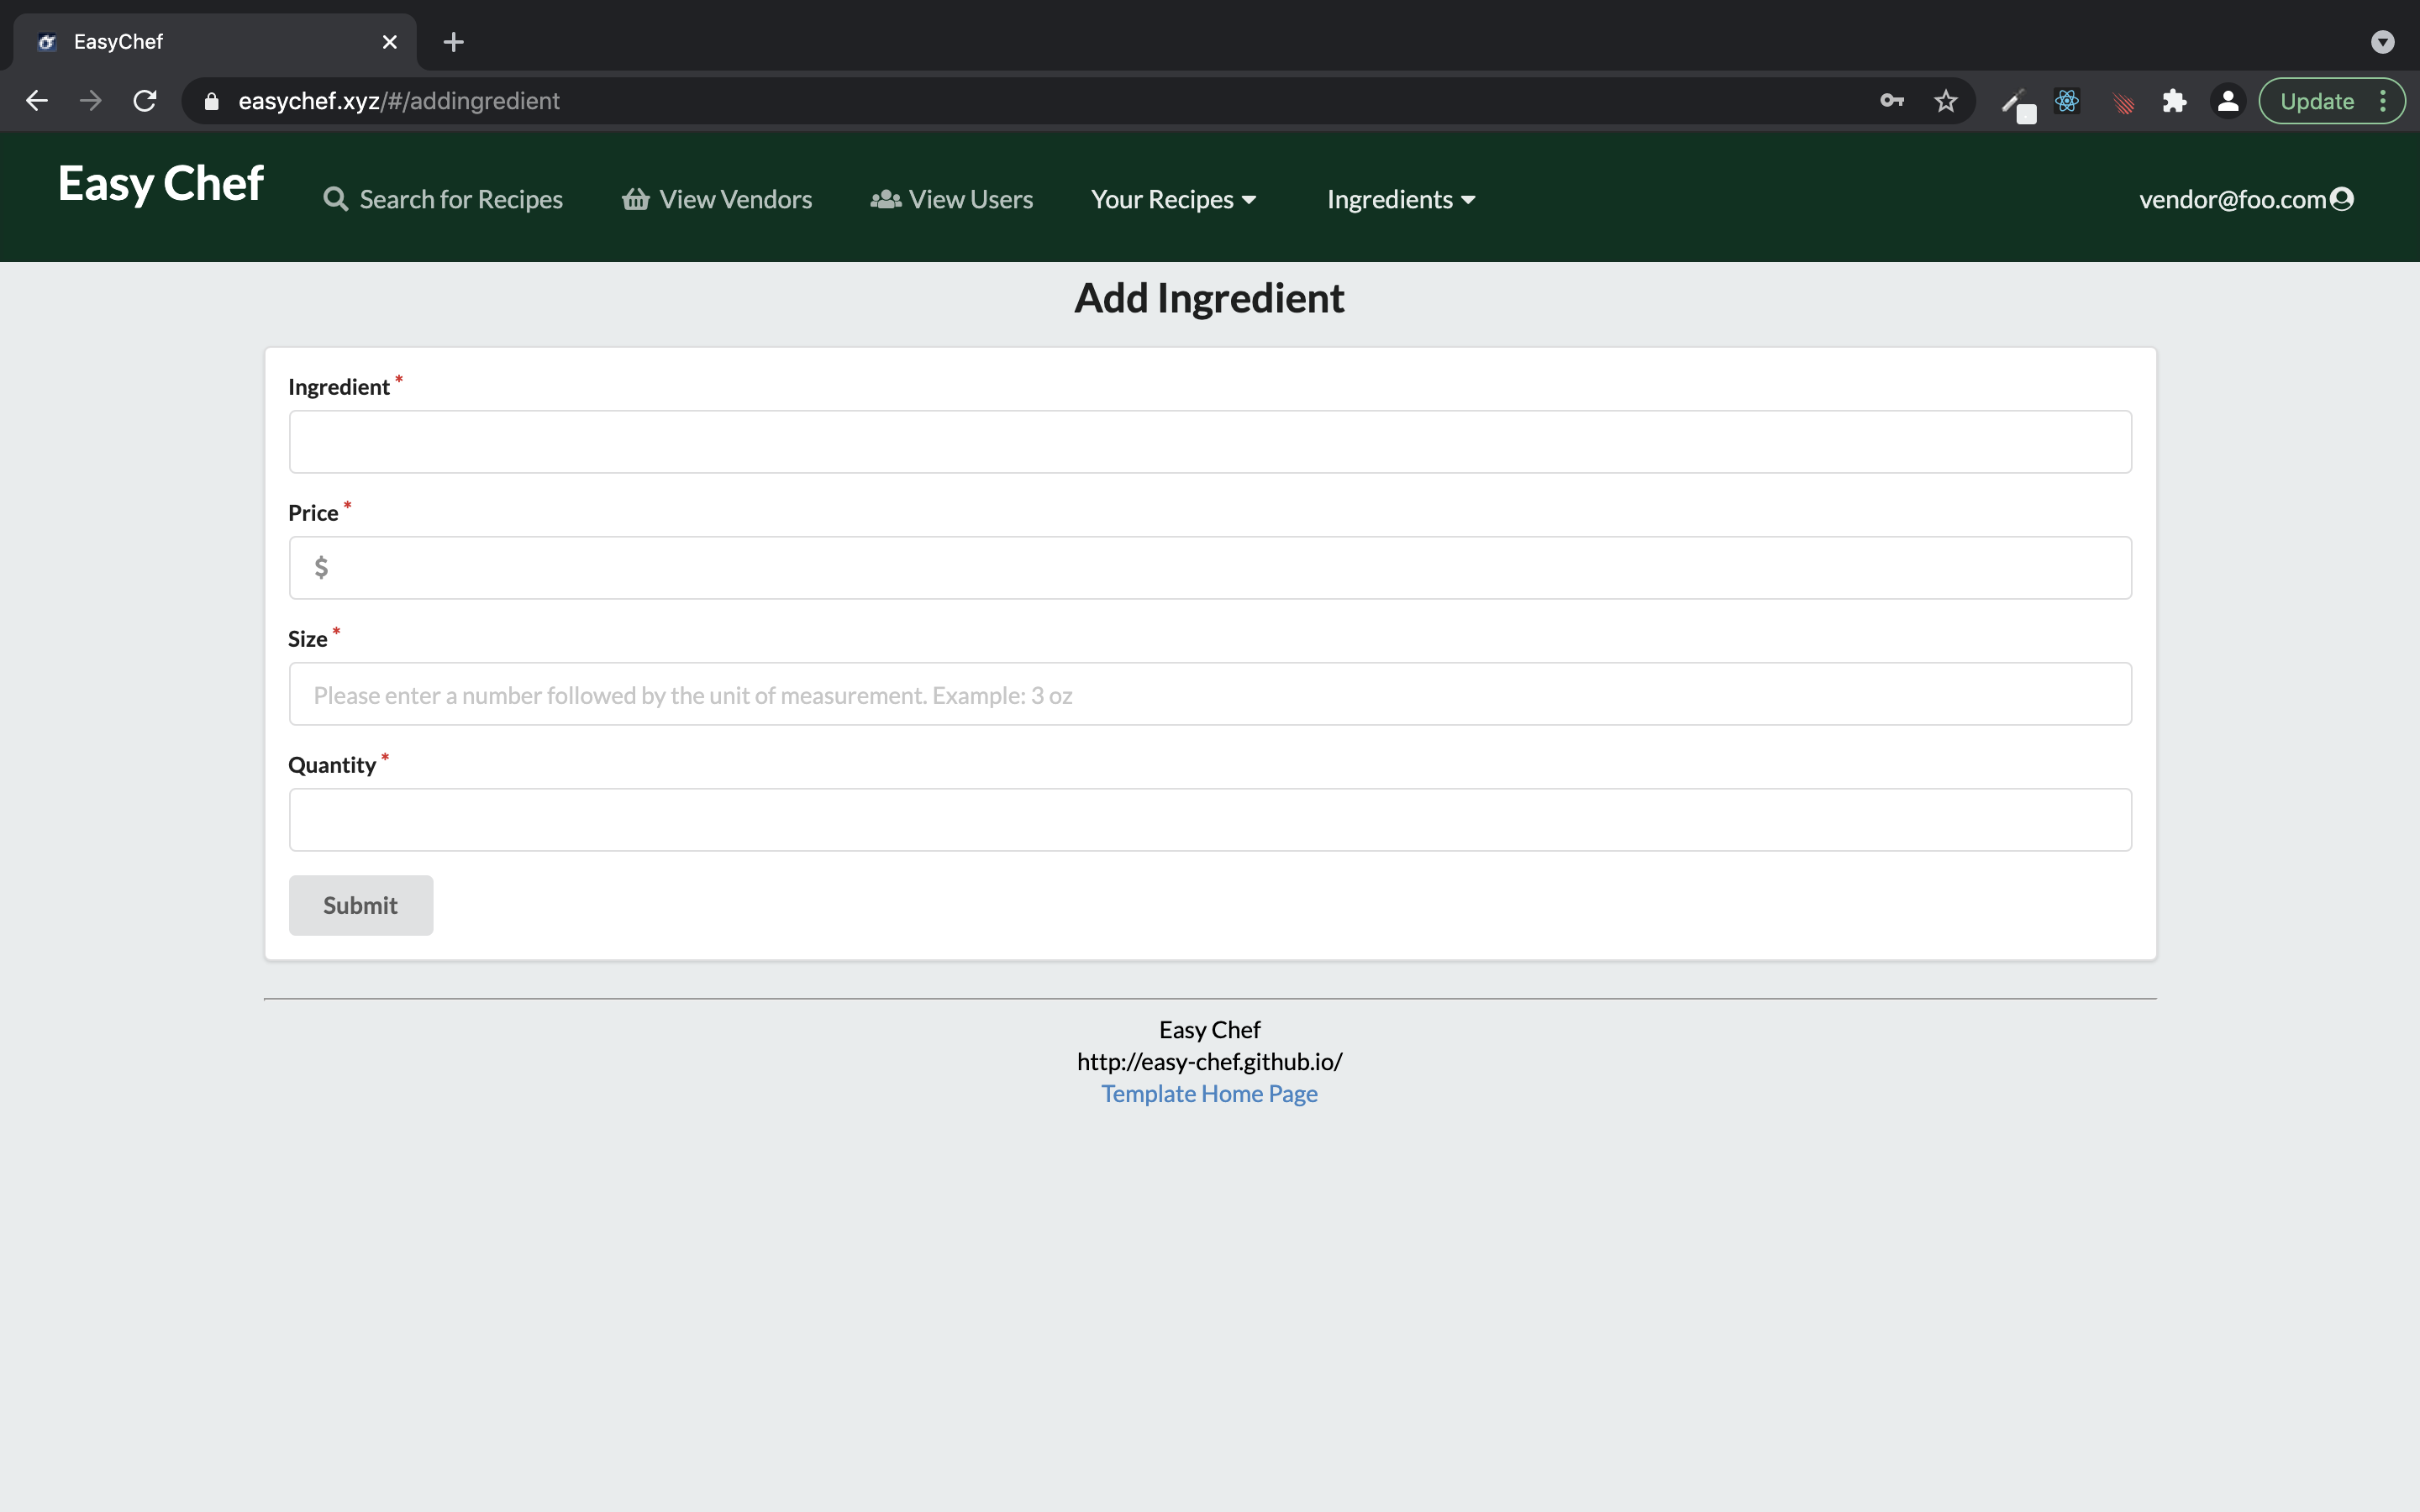 EasyChef
easychef.xyz/#/addingredient
Update
Easy Chef
Search for Recipes
View Vendors
View Users
Your Recipes
Ingredients
vendor@foo.com
Add Ingredient
Ingredient *
Price *
$
Size *
Please enter a number followed by the unit of measurement. Example: 3 oz
Quantity *
Submit
Easy Chef
http://easy-chef.github.io/
Template Home Page